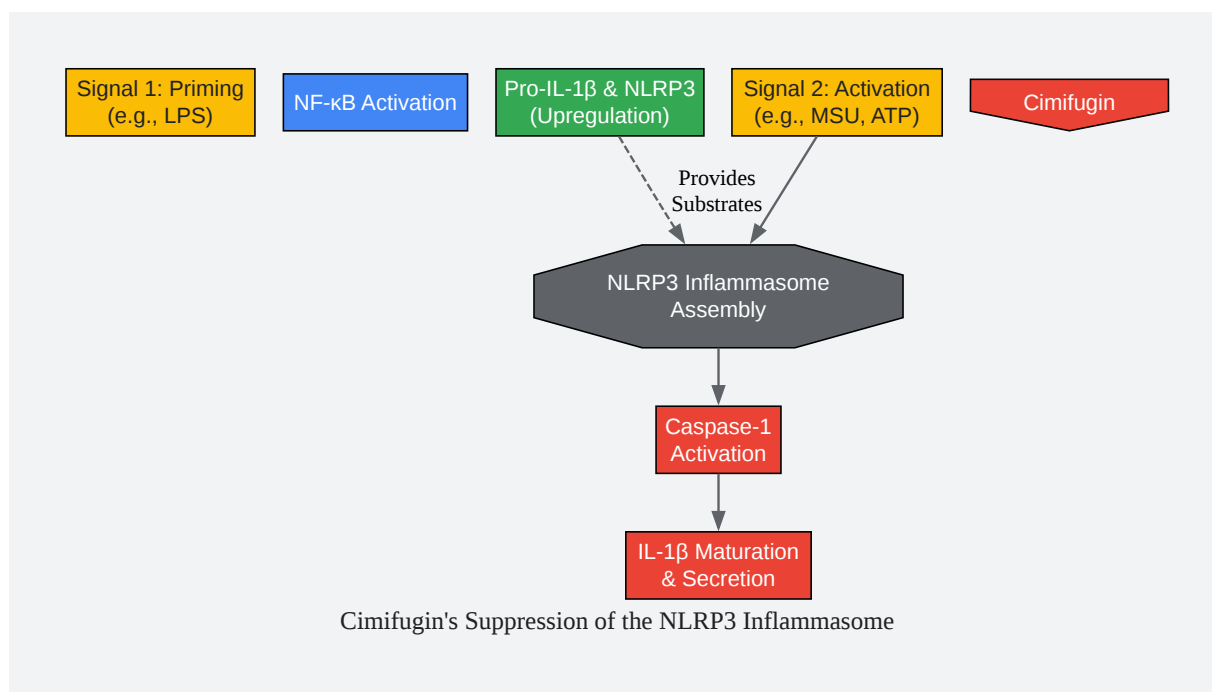 Signal 1: Priming
(e.g., LPS)
NF-κB Activation
Pro-IL-1β & NLRP3
(Upregulation)
Signal 2: Activation
(e.g., MSU, ATP)
Cimifugin
Provides
Substrates
NLRP3 Inflammasome
Assembly
Caspase-1
Activation
IL-1β Maturation
& Secretion
Cimifugin's Suppression of the NLRP3 Inflammasome